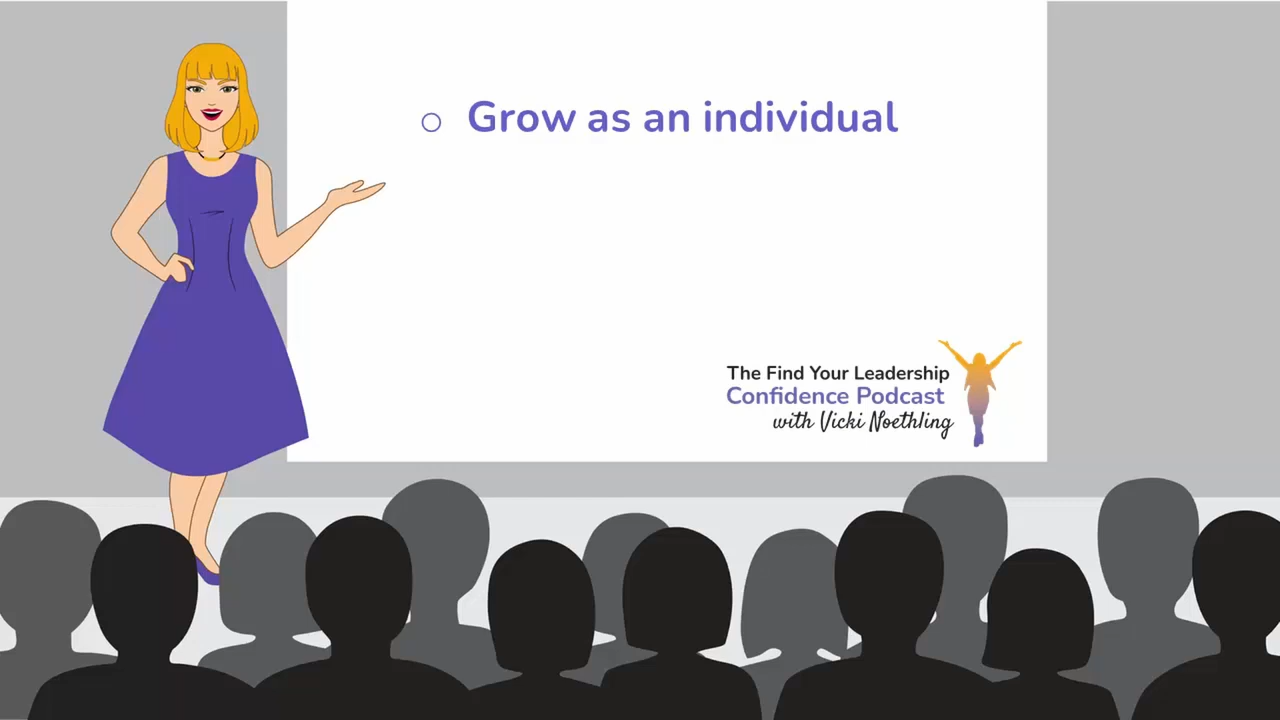 Grow as an individual
The Find Your Leadership
Confidence Podcast
with Vicki Noethling